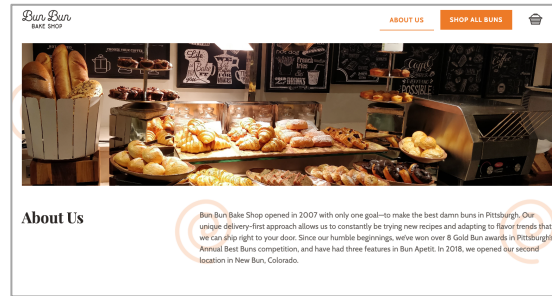 Bun Bun
BAKE SHOP
ABOUT US
SHOP ALL BUNS
Life
POSSIBLE
About Us
Bun Bun Bake Shop opened in 2007 with only one goal—to make the best damn buns in Pittsburgh. Our
unique delivery-first approach allows us to constantly be trying new recipes and adapting to flavor trends that
we can ship right to your door. Since our humble beginnings, we've won over 8 Gold Bun awards in Pittsburgh's
Annual Best Buns competition, and have had three features in Bun Apetit. In 2018, we opened our second
location in New Bun, Colorado.